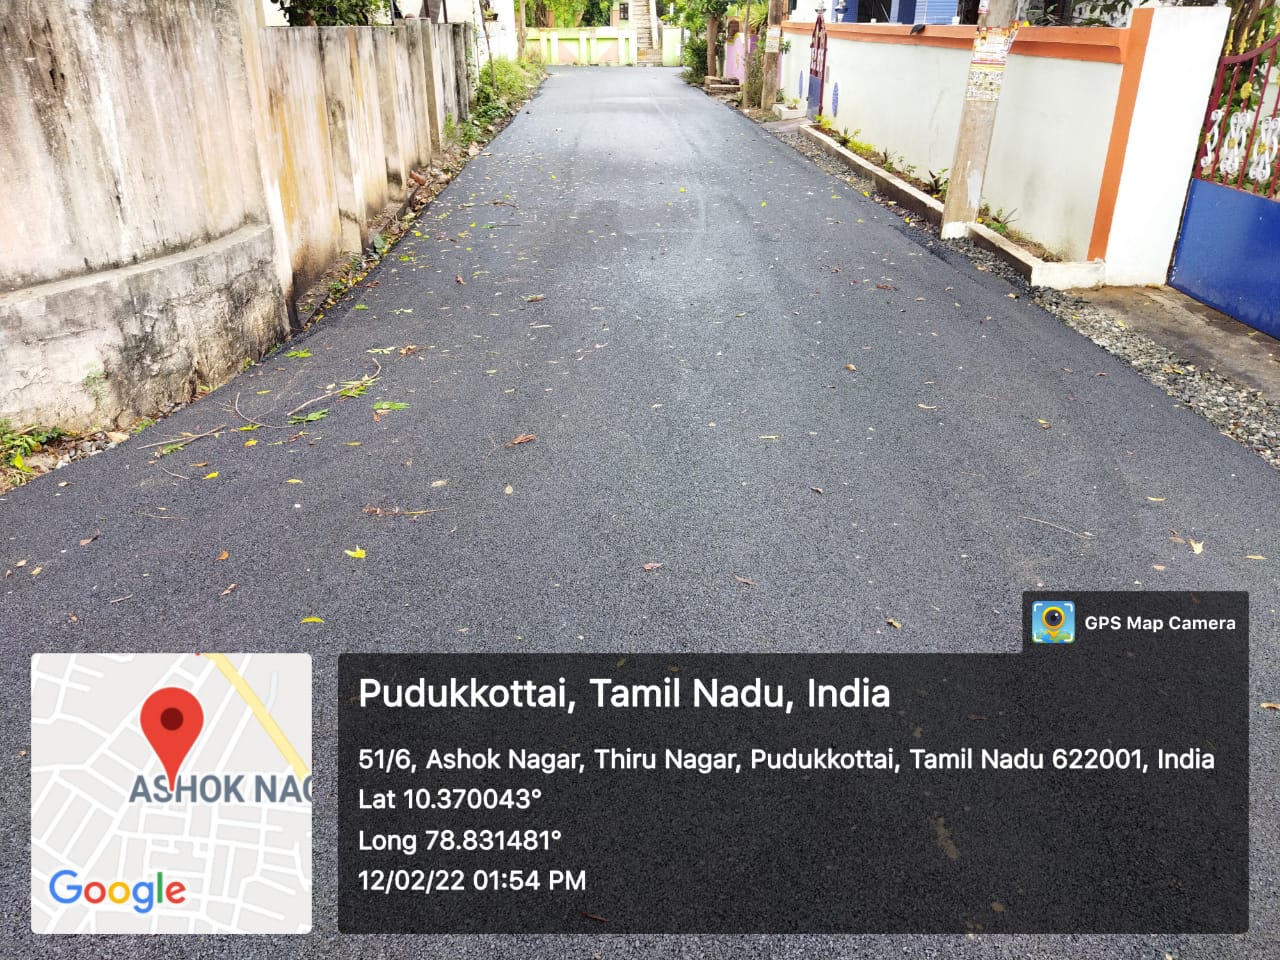 GPS Map Camera
Pudukkottai, Tamil Nadu, India
51/6, Ashok Nagar, Thiru Nagar, Pudukkottai, Tamil Nadu 622001, India
Lat 10.370043°
Long 78.831481°
12/02/22 01:54 PM
ASHOK NAG
Google